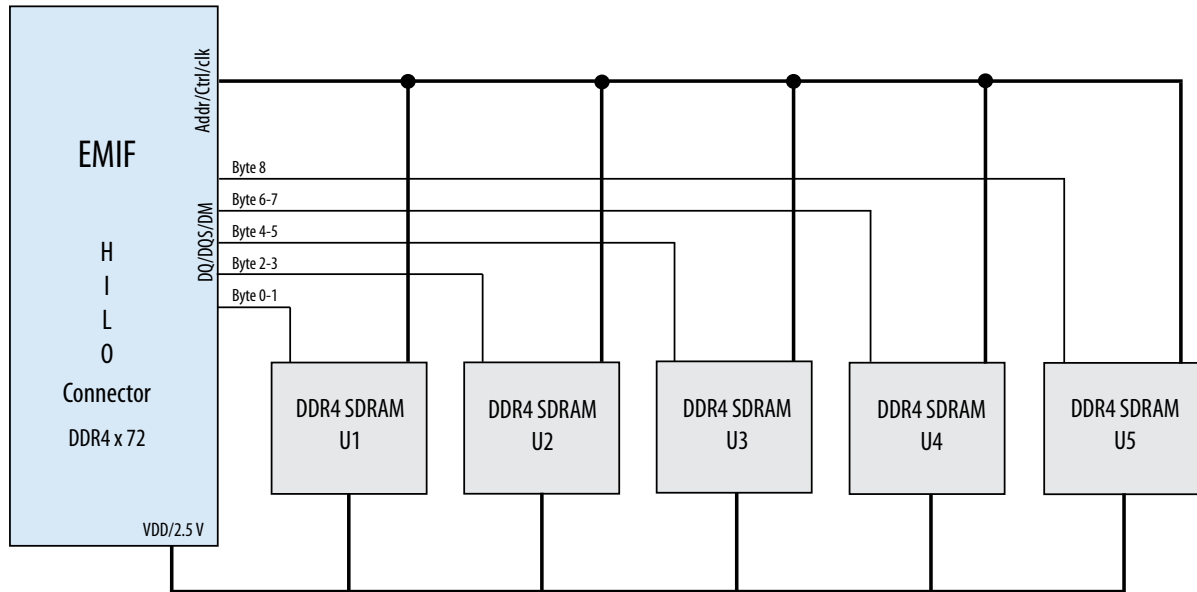 Addr/Ctrl/clk
EMIF
H
I
L
O
Connector
DDR4 x 72
DQ/DQS/DM
VDD/2.5 V
Byte 8
Byte 6-7
Byte 4-5
Byte 2-3
Byte 0-1
DDR4 SDRAM
U1
DDR4 SDRAM
U2
DDR4 SDRAM
U3
DDR4 SDRAM
U4
DDR4 SDRAM
U5